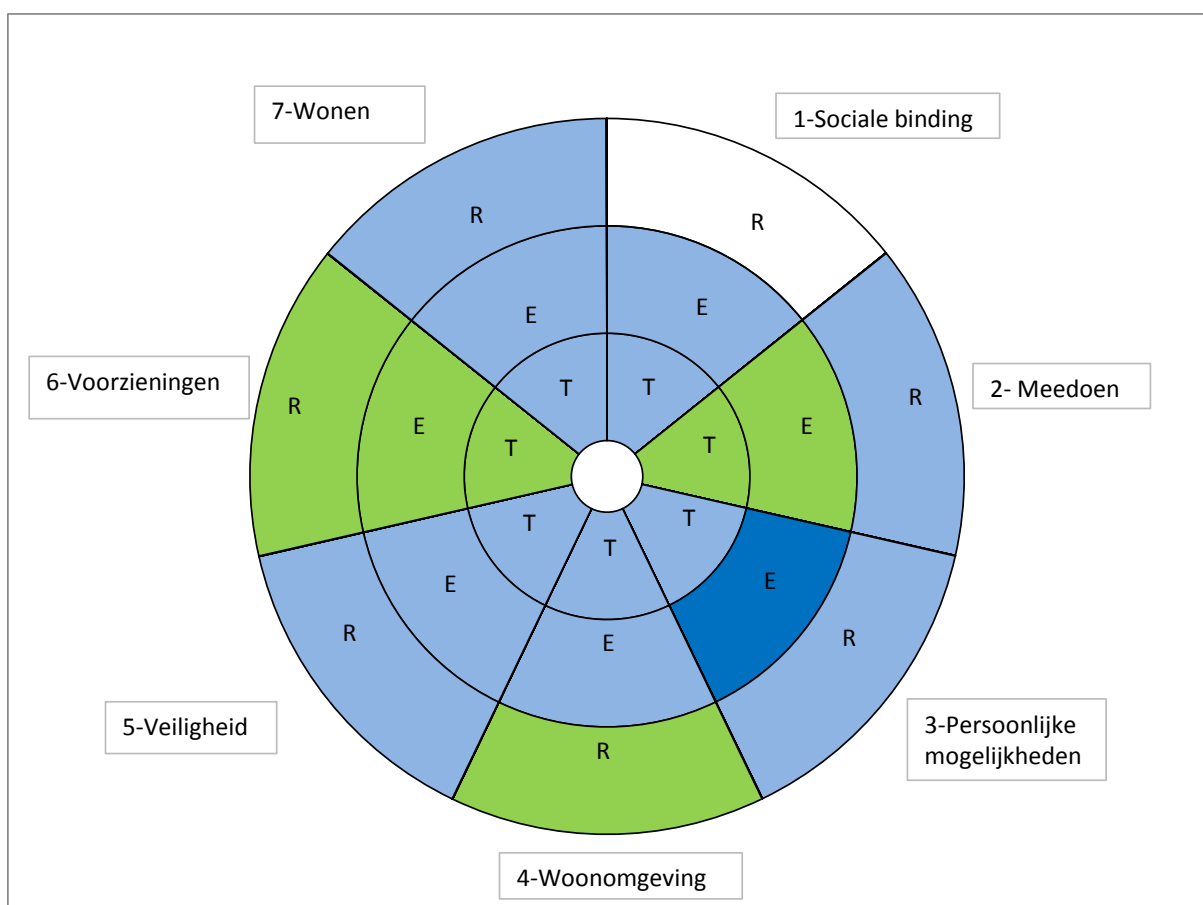 7-Wonen
1-Sociale binding
R
R
E
E
6-Voorzieningen
2- Meedoen
T
T
R
R
E
E
T
T
T
T
T
E
E
R
R
E
5-Veiligheid
3-Persoonlijke
mogelijkheden
R
4-Woonomgeving